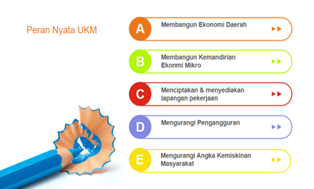 Peran Nyata UKM
A
Membangun Ekonomi Daerah
B
Membangun Kemandirian
Ekonmi Mikro
C
Menciptakan & menyediakan
lapangan pekerjaan
D
Mengurangi Pengangguran
E
Mengurangi Angka Kemiskinan
Masyarakat